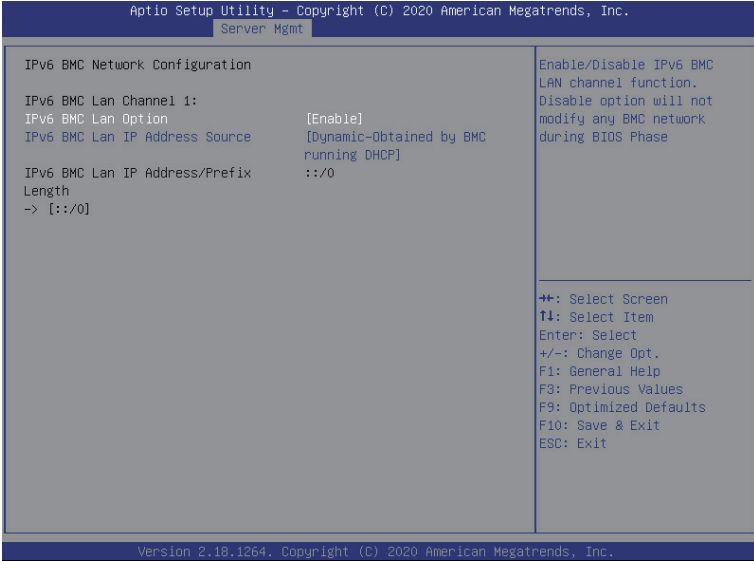 Aptio Setup Utility – Copyright (C) 2020 American Megatrends, Inc.
Server Mgmt
IPv6 BMC Network Configuration
IPv6 BMC Lan Channel 1:
IPv6 BMC Lan Option [Enable]
IPv6 BMC Lan IP Address Source [Dynamic-Obtained by BMC
running DHCP]
IPv6 BMC Lan IP Address/Prefix ::/0
Length
-> [::/0]
Enable/Disable IPv6 BMC
LAN channel function.
Disable option will not
modify any BMC network
during BIOS Phase
→←: Select Screen
↑↓: Select Item
Enter: Select
+/-: Change Opt.
F1: General Help
F3: Previous Values
F9: Optimized Defaults
F10: Save & Exit
ESC: Exit
Version 2.18.1264. Copyright (C) 2020 American Megatrends, Inc.